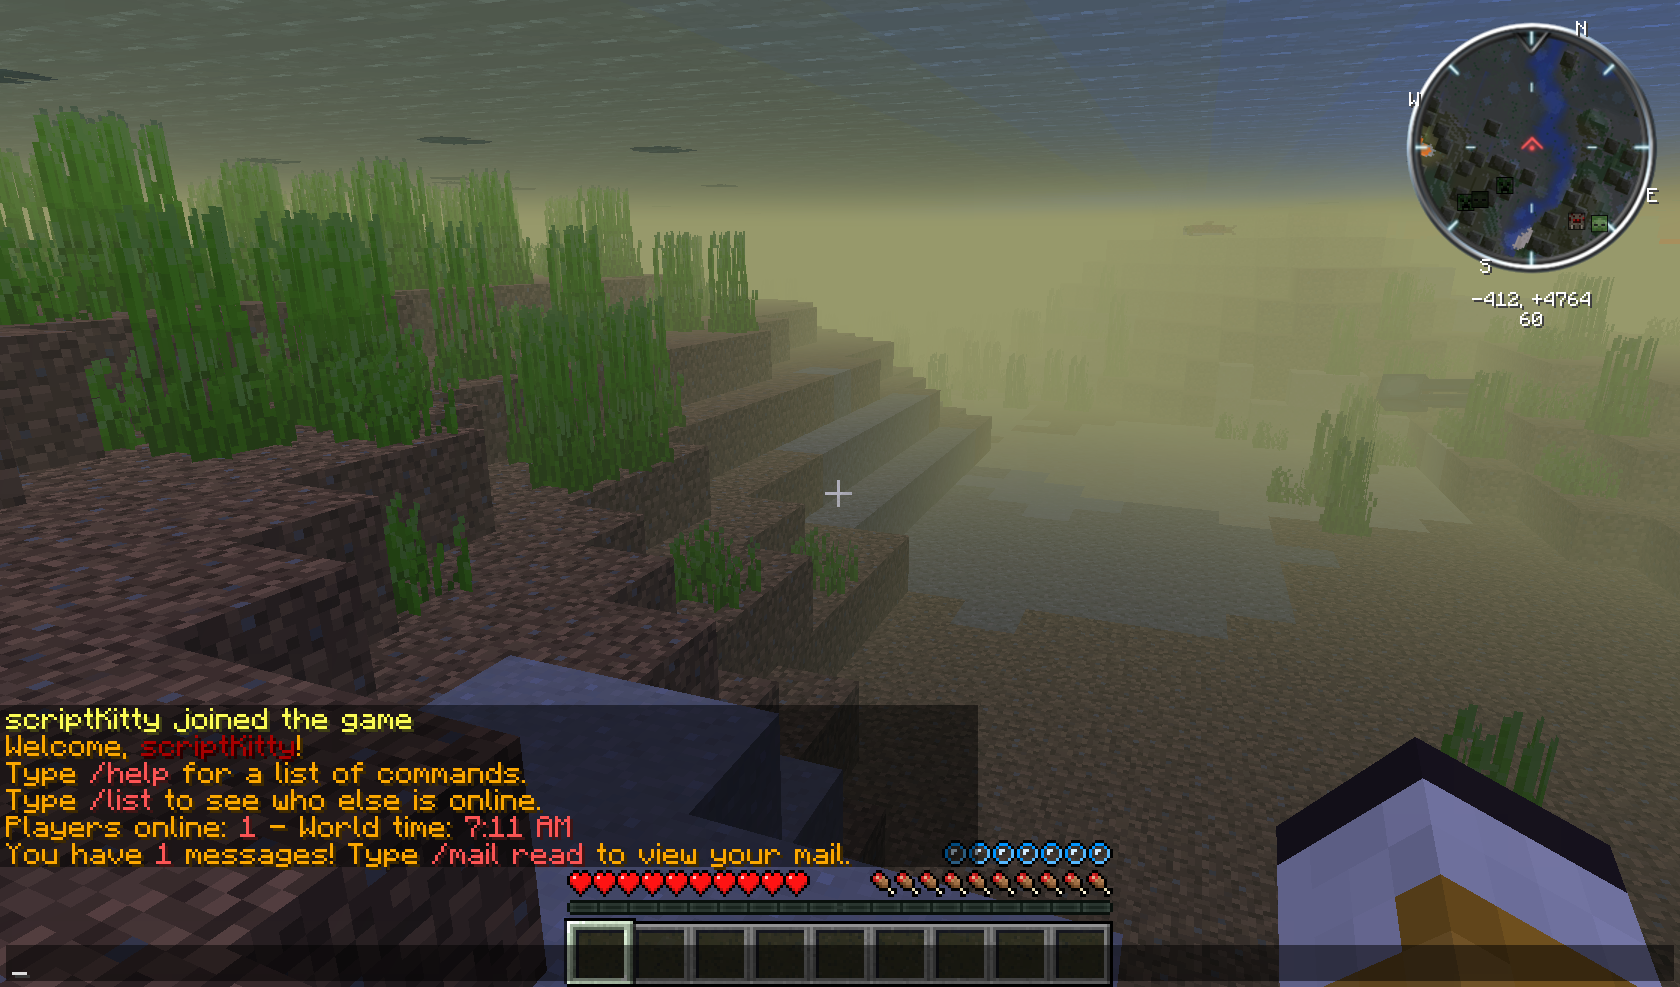 N
W
E
S
-412, +4764
60
scriptKitty joined the game
Welcome, scriptKitty!
Type /help for a list of commands.
Type /list to see who else is online.
Players online: 1 - World time: 7:11 AM
You have 1 messages! Type /mail read to view your mail.
_